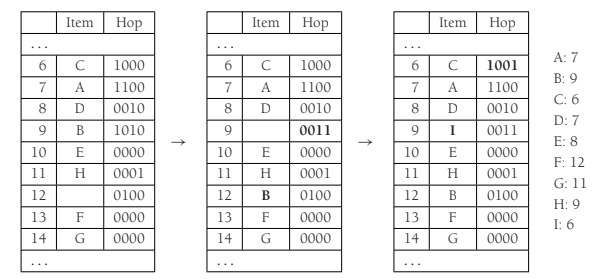 Item Hop
...
6 C 1000
7 A 1100
8 D 0010
9 B 1010
10 E 0000
11 H 0001
12 0100
13 F 0000
14 G 0000
...
→
Item Hop
...
6 C 1000
7 A 1100
8 D 0010
9 0011
10 E 0000
11 H 0001
12 B 0100
13 F 0000
14 G 0000
...
→
Item Hop
...
6 C 1001
7 A 1100
8 D 0010
9 I 0011
10 E 0000
11 H 0001
12 B 0100
13 F 0000
14 G 0000
...
A: 7
B: 9
C: 6
D: 7
E: 8
F: 12
G: 11
H: 9
I: 6